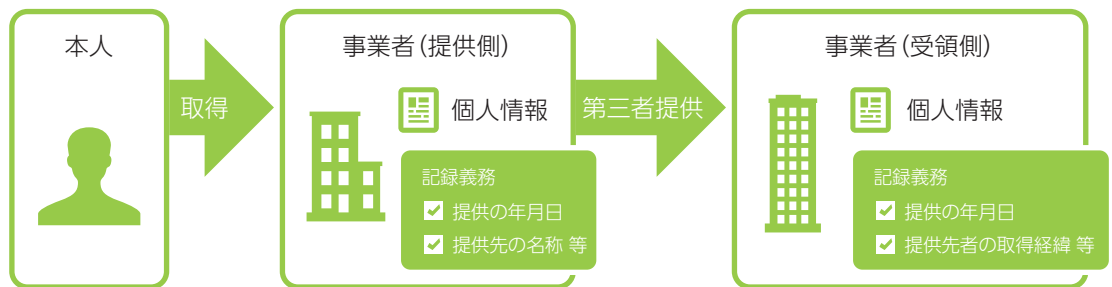 本人
取得
事業者（提供側）
個人情報
記録義務
提供の年月日
提供先の名称 等
第三者提供
事業者（受領側）
個人情報
記録義務
提供の年月日
提供先者の取得経緯 等